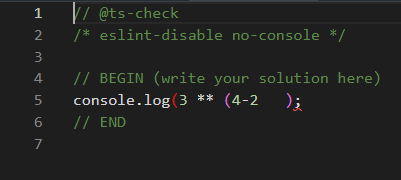 1 // @ts-check
2 /* eslint-disable no-console */
3
4 // BEGIN (write your solution here)
5 console.log(3 ** (4-2   );
6 // END
7